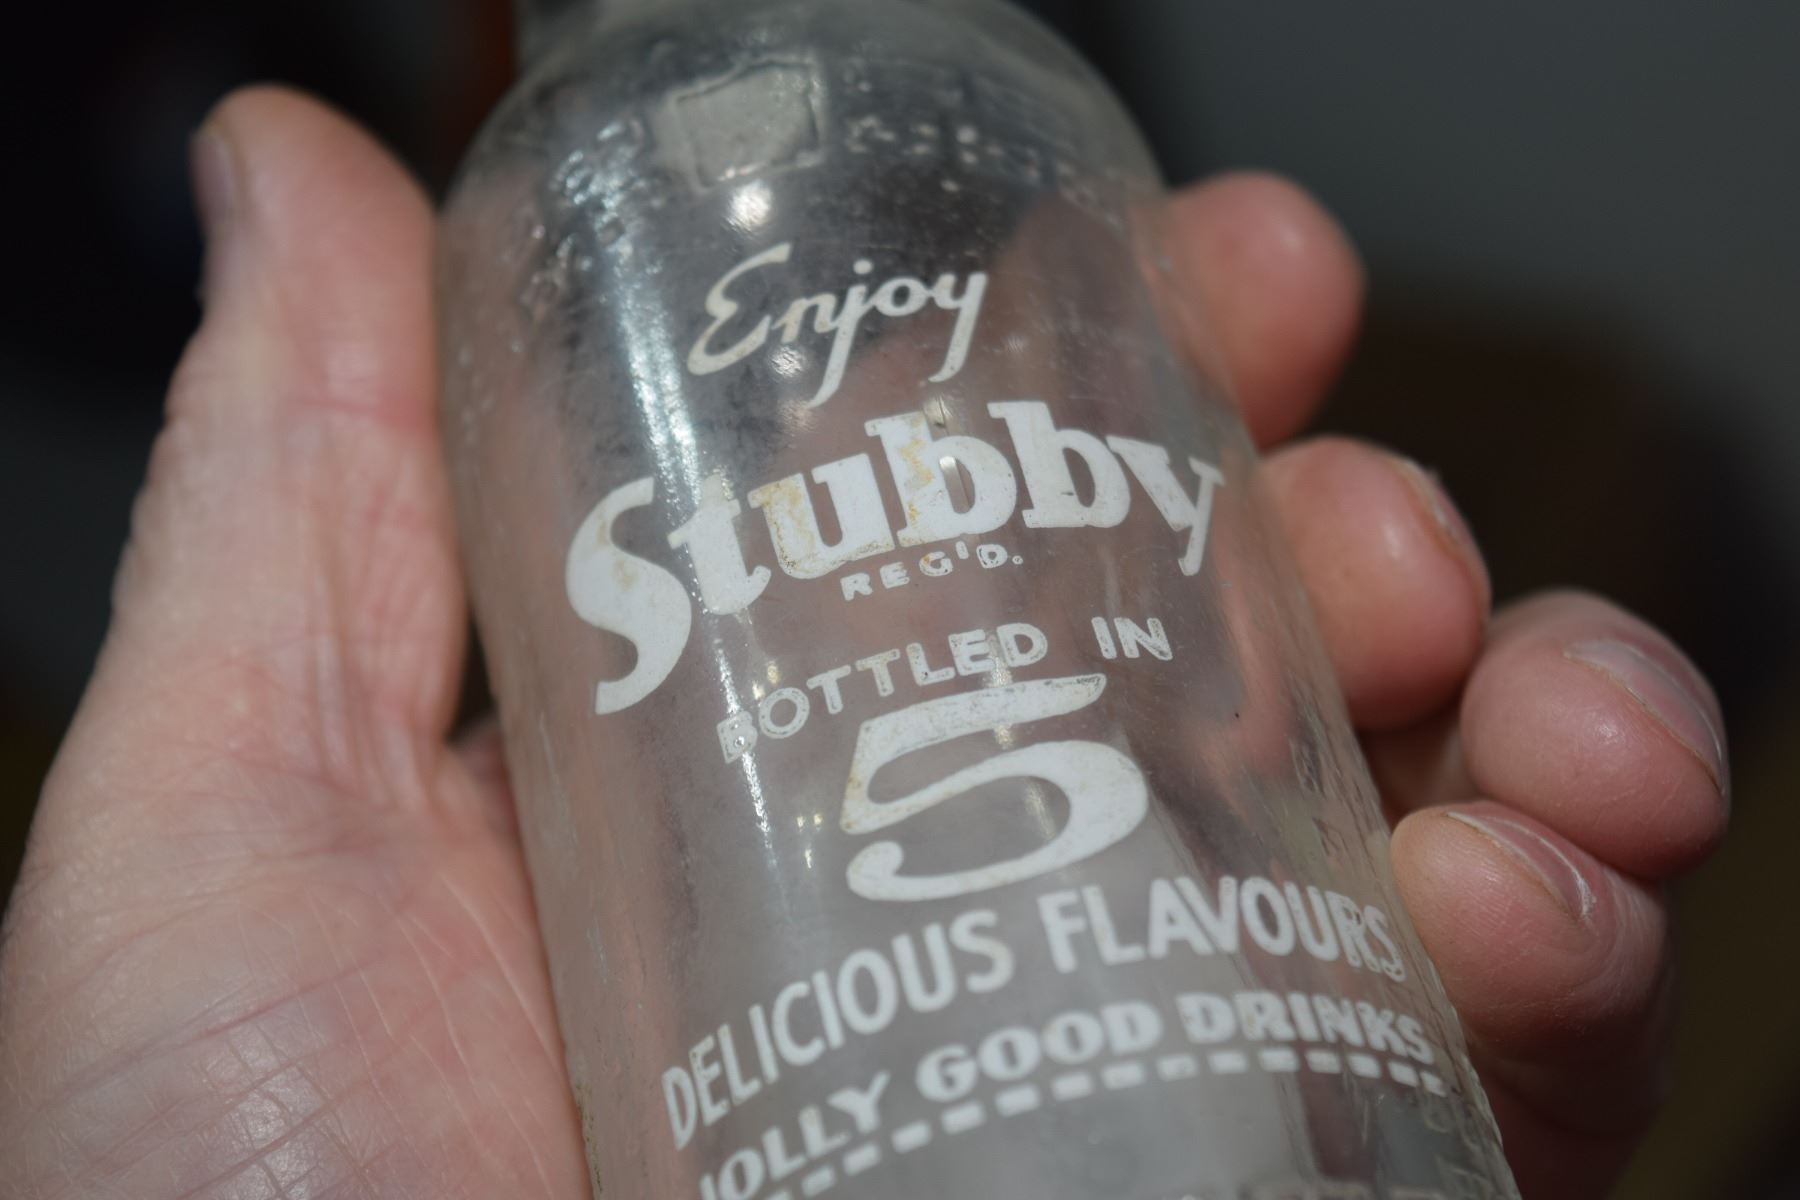 Enjoy
Stubby
REG'D.
BOTTLED IN
5
DELICIOUS FLAVOURS
JOLLY GOOD DRINKS